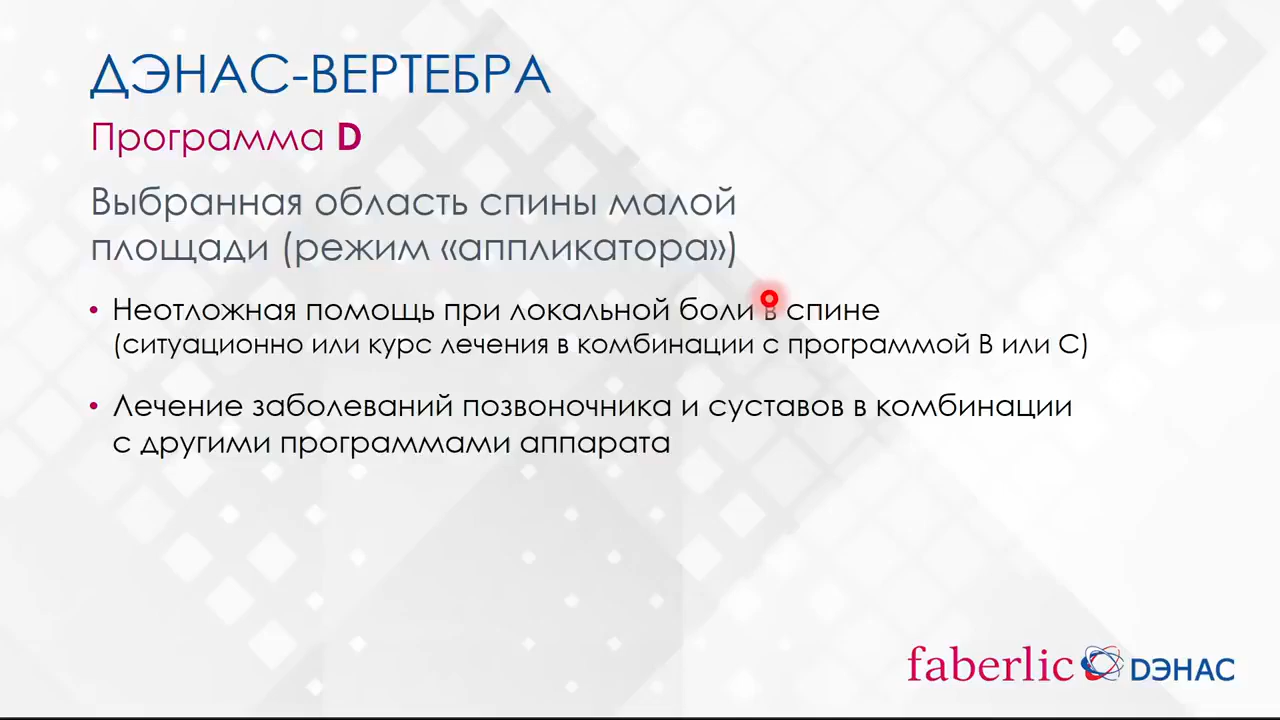 ДЭНАС-ВЕРТЕБРА
Программа D
Выбранная область спины малой
площади (режим «аппликатора»)
• Неотложная помощь при локальной боли в спине
(ситуационно или курс лечения в комбинации с программой В или С)
• Лечение заболеваний позвоночника и суставов в комбинации
с другими программами аппарата
faberlic ДЭНАС